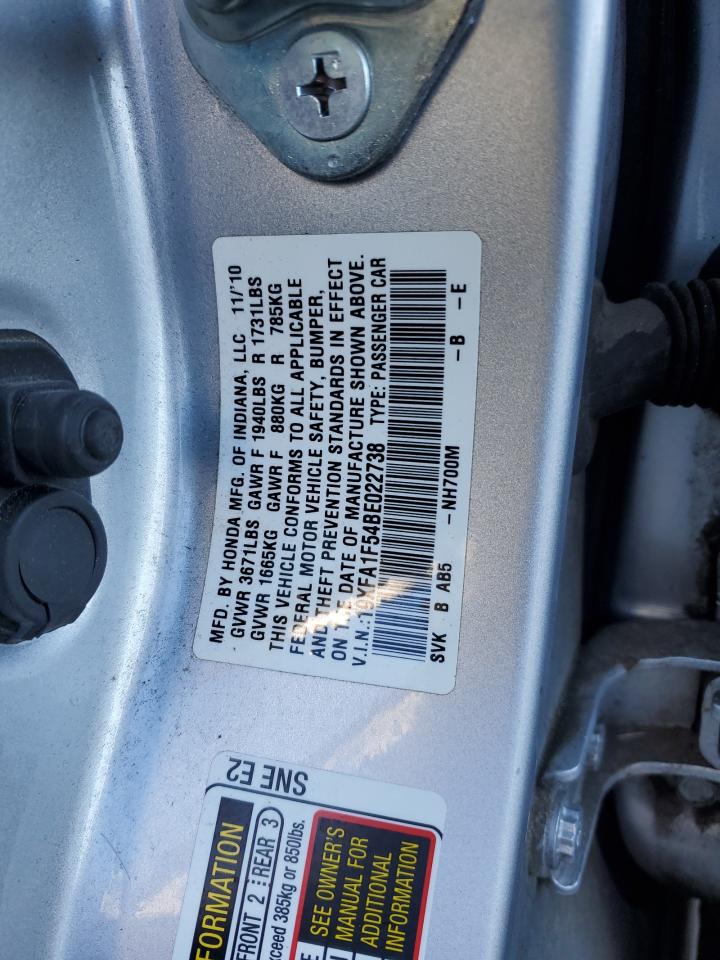 MFD. BY HONDA MFG. OF INDIANA, LLC 11/10
GVWR 3671LBS GAWR F 1940LBS R 1731LBS
GVWR 1665KG GAWR F 880KG R 785KG
THIS VEHICLE CONFORMS TO ALL APPLICABLE
FEDERAL MOTOR VEHICLE SAFETY, BUMPER,
AND THEFT PREVENTION STANDARDS IN EFFECT
ON THE DATE OF MANUFACTURE SHOWN ABOVE.
V.I.N.: 19XFA1F54BE022738 TYPE: PASSENGER CAR
SVK B AB5 -NH700M -B -E
SNE E2
FORMATION
FRONT 2 REAR 3
xceed 385kg or 850lbs.
SEE OWNER'S
MANUAL FOR
ADDITIONAL
INFORMATION